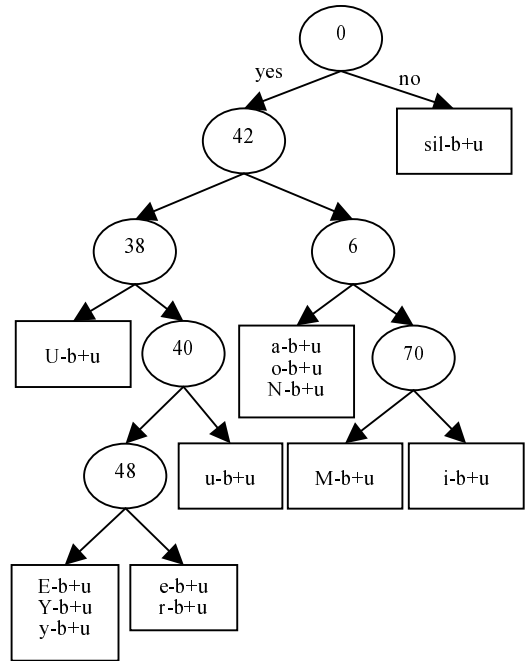 0
yes
no
42
sil-b+u
38
6
U-b+u
40
a-b+u
o-b+u
N-b+u
70
48
u-b+u
M-b+u
i-b+u
E-b+u
Y-b+u
y-b+u
e-b+u
r-b+u